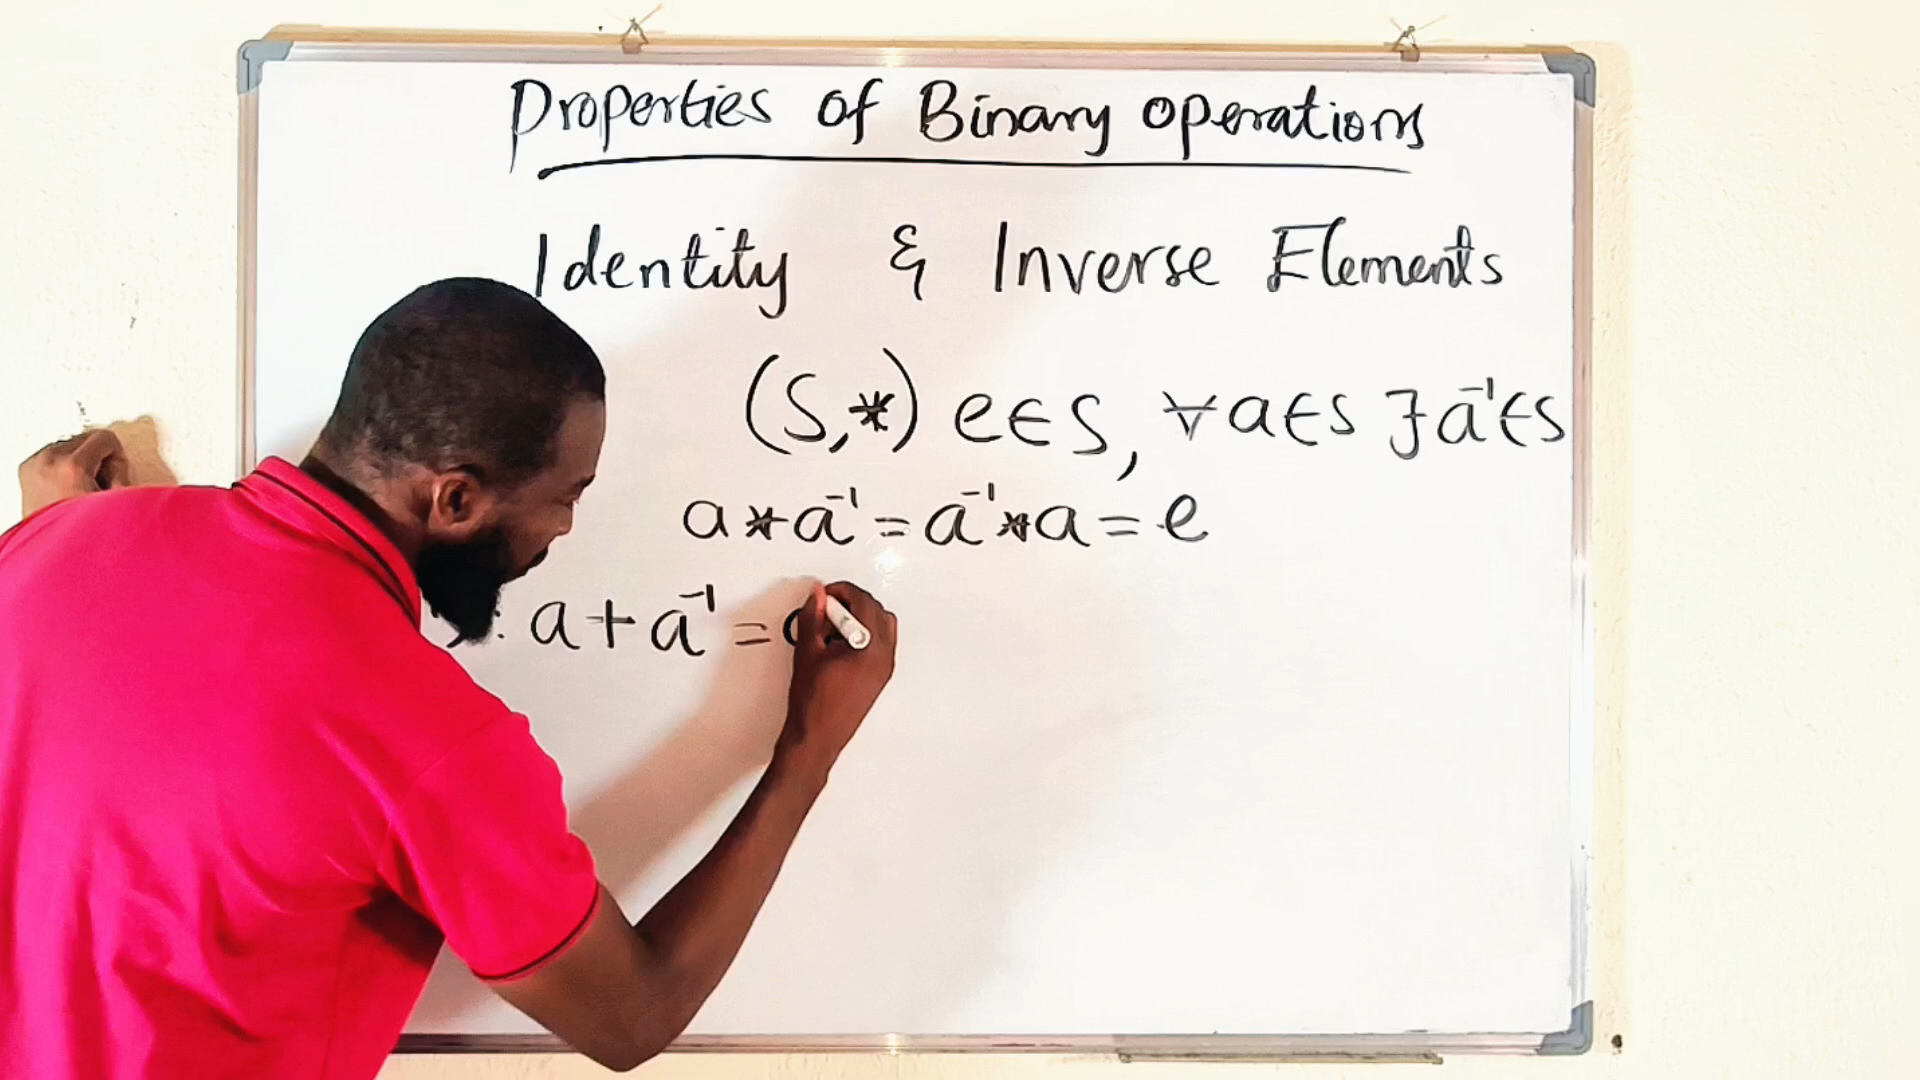 Properties of Binary Operations
Identity & Inverse Elements
(S,*) e∈S, ∀a∈S ∃a⁻¹∈S
a*a⁻¹=a⁻¹*a=e
: a+a⁻¹=